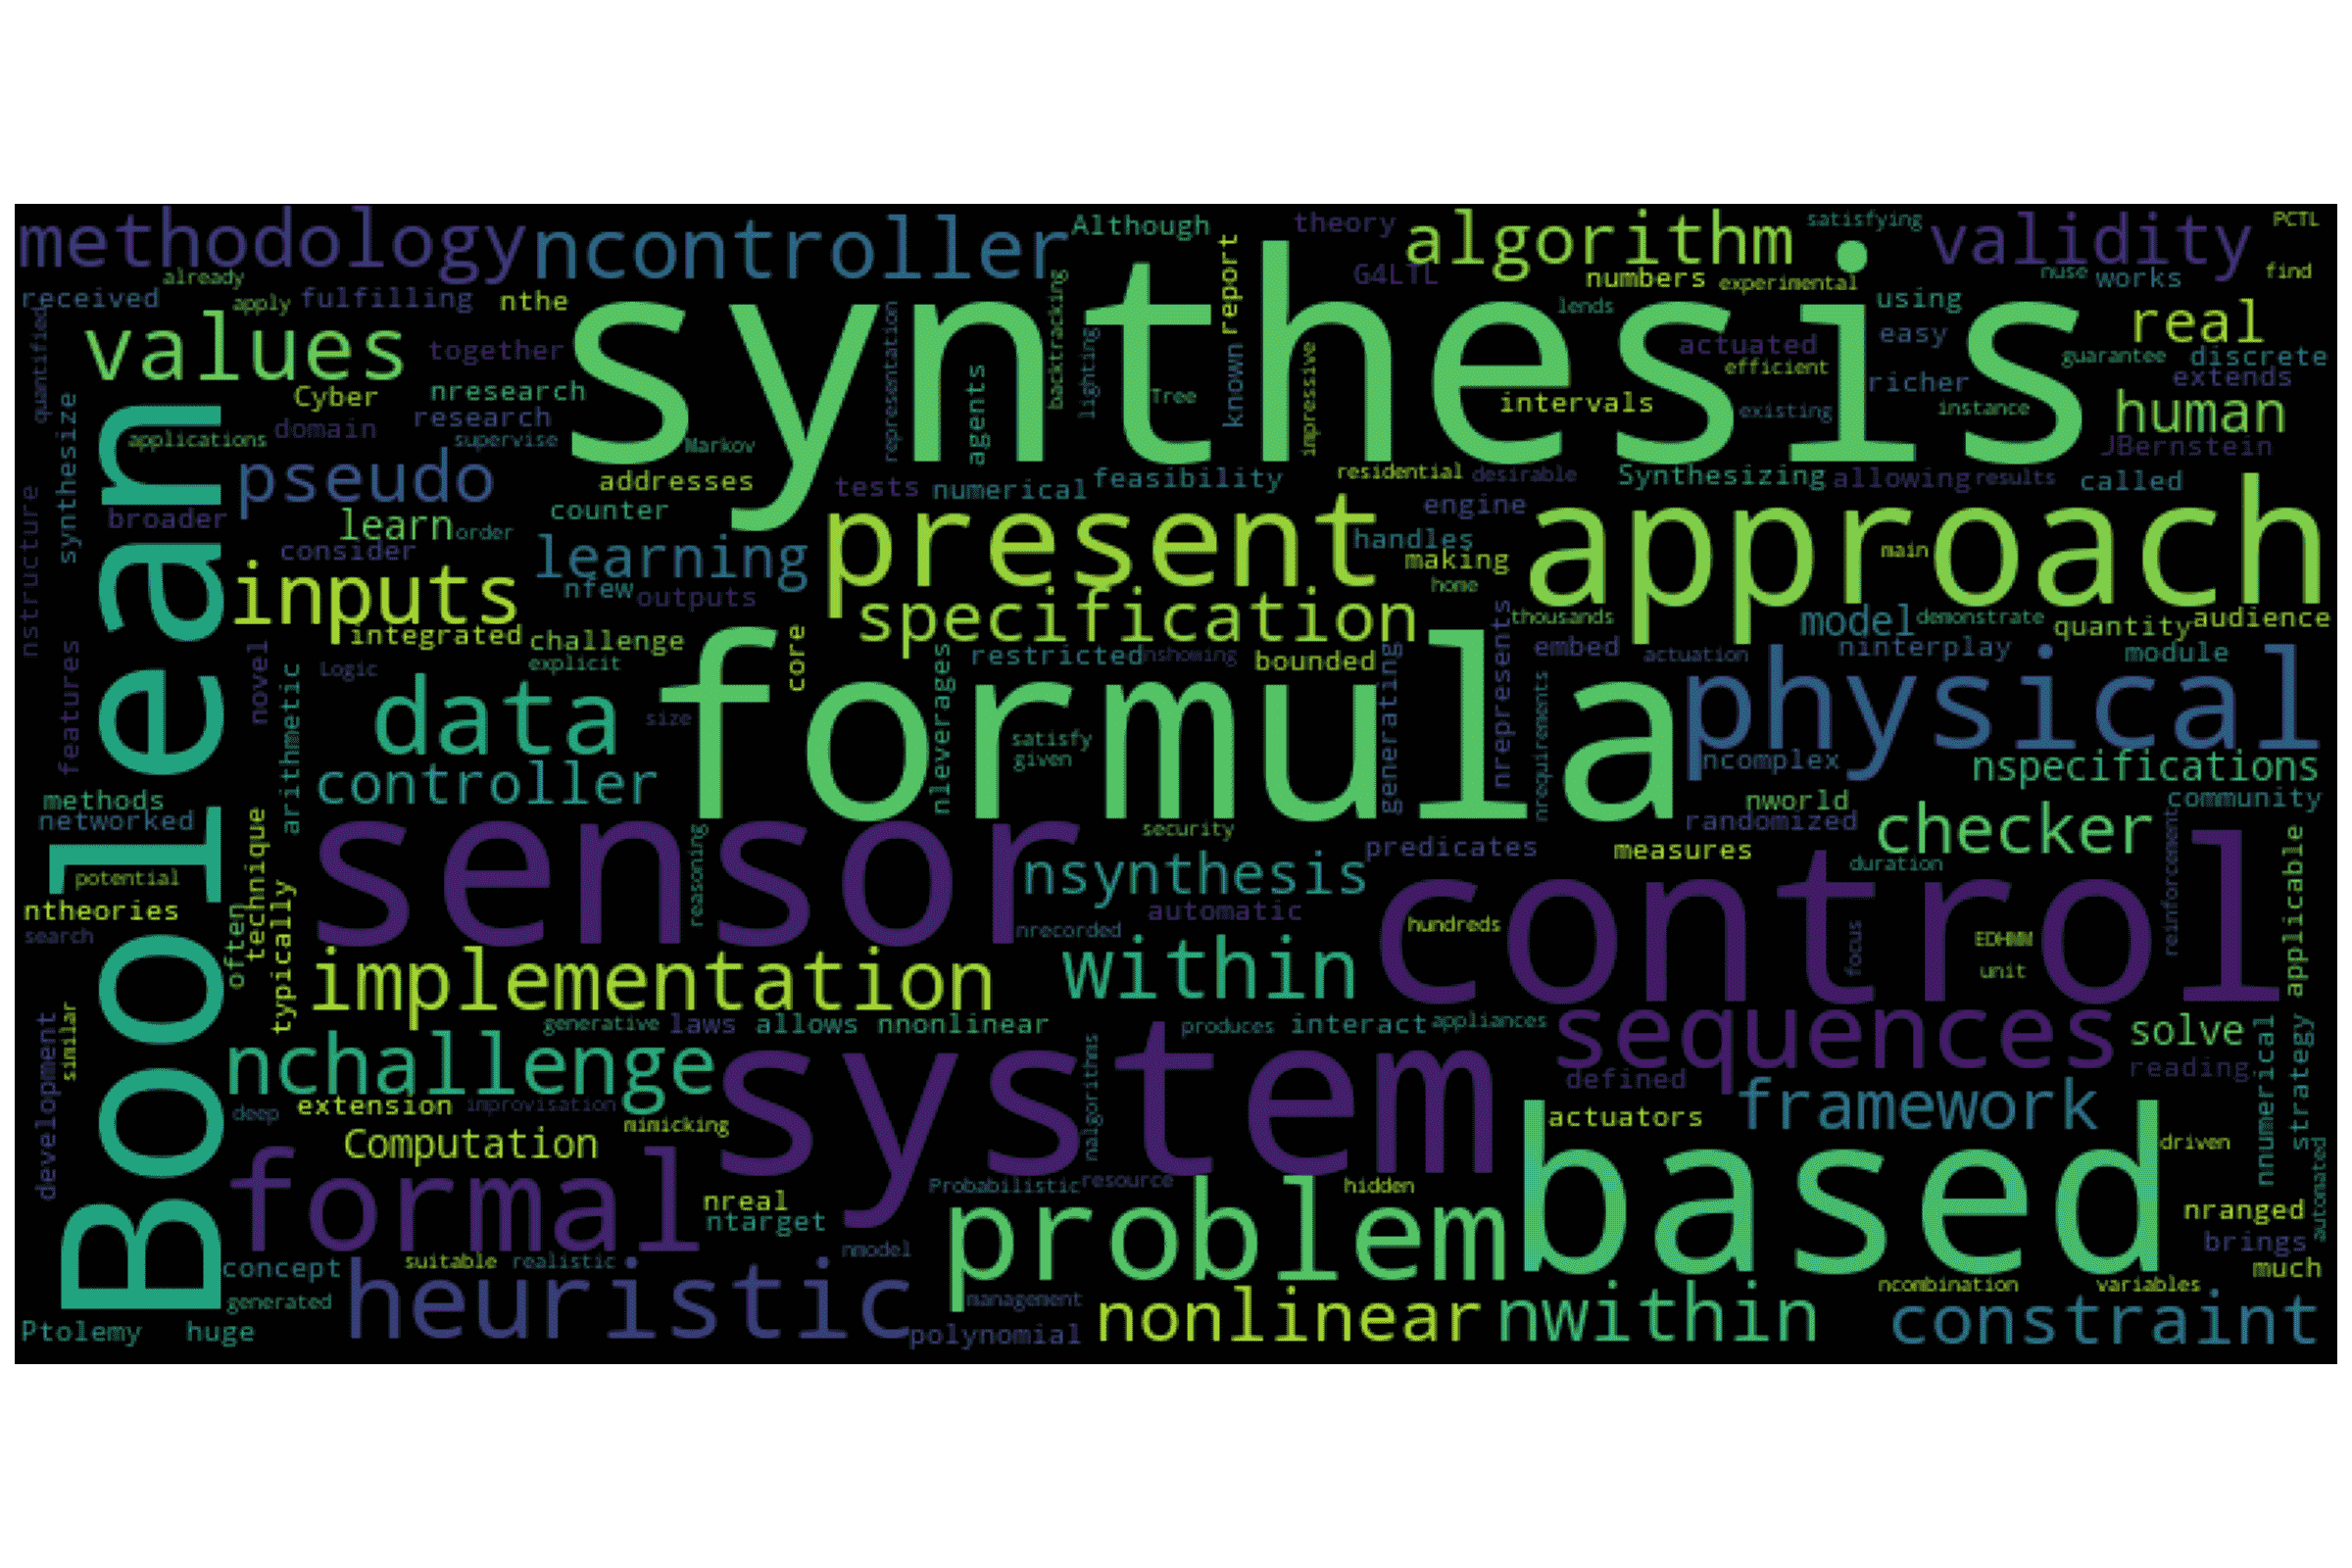 methodology
ncontroller
Although
theory
algorithm
satisfying
validity
PCTL
already
received
apply
fulfilling
nthe
synthesis
backtracking
known
report
G4LTL
numbers
experimental
nuse
works
find
quantified
values
together
representation
lighting
impressive
lends
using
real
Cyber
nresearch
agents
Tree
actuated
easy
guarantee
discrete
efficient
richer
extends
synthesize
domain
research
intervals
existing
instance
human
applications
supervise
Markov
JBernstein
Boolean
pseudo
addresses
tests
numerical
feasibility
residential
desirable
Synthesizing
allowing
results
called
nstructure
broader
learn
order
counter
present
engine
approach
consider
learning
handles
making
main
inputs
nfew
outputs
home
specification
thousands
model
demonstrate
quantity
audience
integrated
challenge
core
explicit
restricted
nshowing
bounded
embed
actuation
ninterplay
module
features
novel
arithmetic
Logic
data
formula
size
satisfy
given
nleverages
generating
nrepresents
nrequirements
physical
ncomplex
nspecifications
controller
methods
networked
technique
nworld
community
sensor
reasoning
security
randomized
checker
predicates
measures
potential
nsynthesis
duration
control
reinforcement
applicable
ntheories
typically
automatic
search
often
nrecorded
hundreds
focus
EDHMM
unit
implementation
within
development
similar
generative
laws
allows
nnonlinear
produces
interact
appliances
sequences
solve
nnumerical
strategy
nchallenge
system
nalgorithms
defined
reading
deep
extension
improvisation
mimicking
actuators
framework
Computation
driven
automated
formal
Probabilistic
resource
hidden
based
nreal
ntarget
problem
nranged
nmodel
brings
concept
suitable
realistic
much
generated
heuristic
management
ncombination
variables
Ptolemy
huge
polynomial
nonlinear
nwithin
constraint